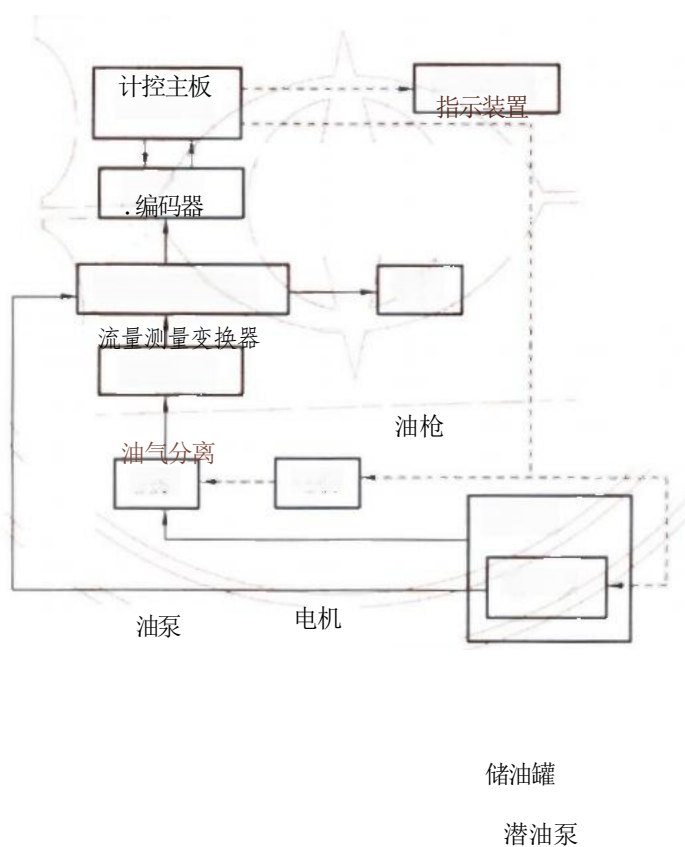 计控主板
指示装置
.编码器
流量测量变换器
油枪
油气分离
油泵
电机
储油罐
潜油泵